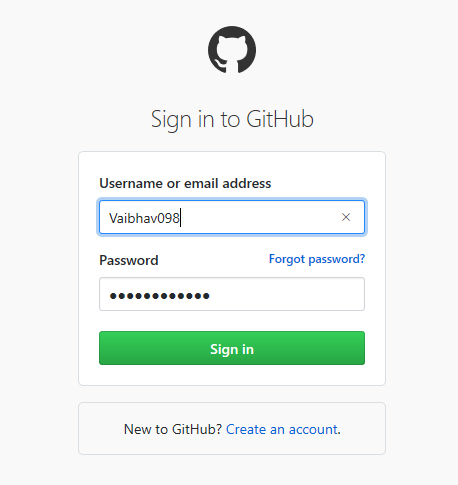 Sign in to GitHub
Username or email address
Vaibhav098
Password Forgot password?
●●●●●●●●●●●●
Sign in
New to GitHub? Create an account.